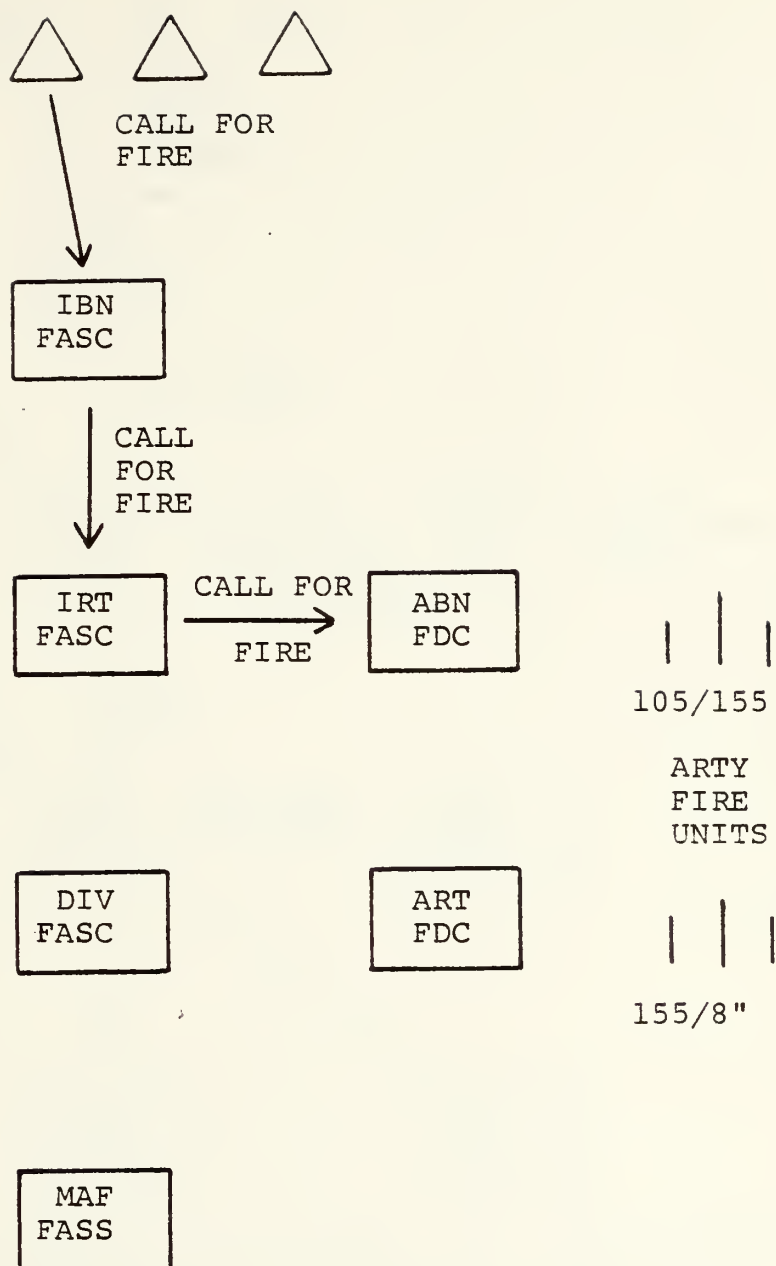 CALL FOR
FIRE
IBN
FASC
CALL
FOR
FIRE
IRT
FASC
CALL FOR
FIRE
ABN
FDC
105/155
ARTY
FIRE
UNITS
DIV
FASC
ART
FDC
155/8"
MAF
FASS